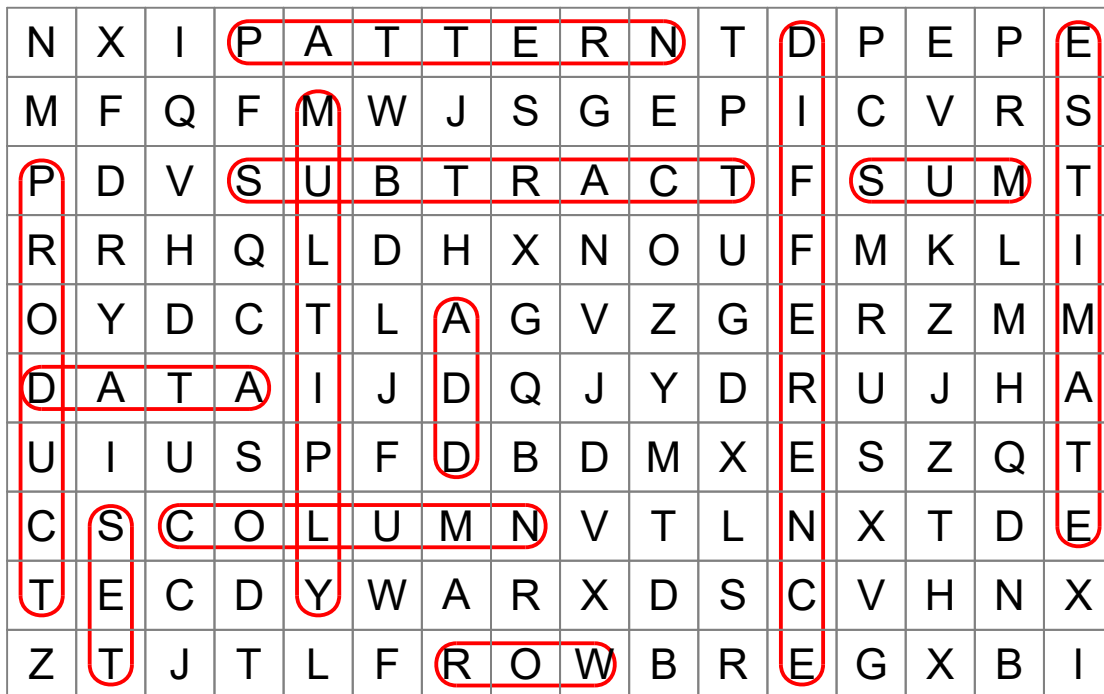 N X I P A T T E R N T D P E P E
M F Q F M W J S G E P I C V R S
P D V S U B T R A C T F S U M T
R R H Q L D H X N O U F M K L I
O Y D C T L A G V Z G E R Z M M
D A T A I J D Q J Y D R U J H A
U I U S P F D B D M X E S Z Q T
C S C O L U M N V T L N X T D E
T E C D Y W A R X D S C V H N X
Z T J T L F R O W B R E G X B I